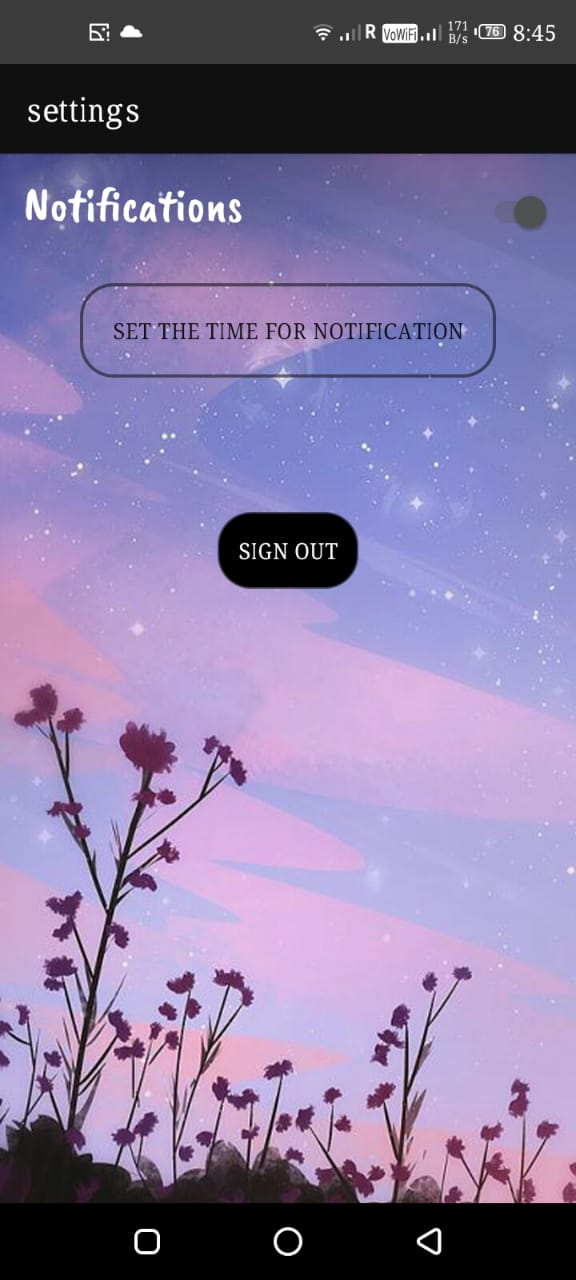 R VoWiFi 171 B/s 76 8:45
settings
Notifications
SET THE TIME FOR NOTIFICATION
SIGN OUT